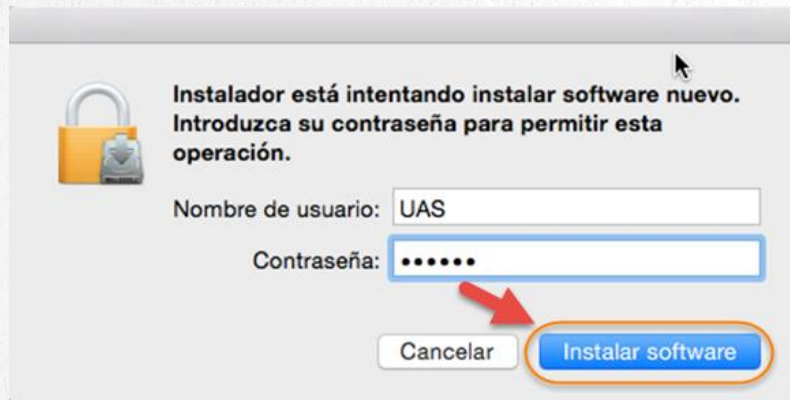 Instalador está intentando instalar software nuevo.
Introduzca su contraseña para permitir esta
operación.
Nombre de usuario: UAS
Contraseña: ••••••
Cancelar Instalar software